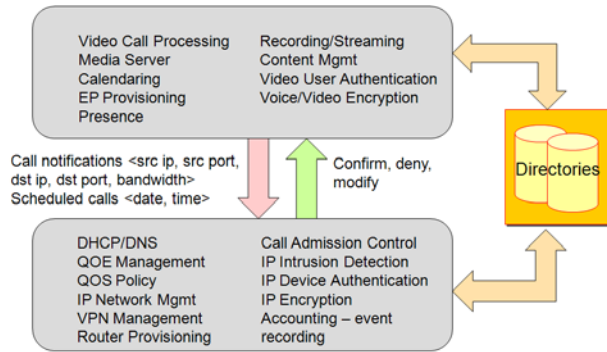 Video Call Processing
Media Server
Calendaring
EP Provisioning
Presence
Recording/Streaming
Content Mgmt
Video User Authentication
Voice/Video Encryption
Call notifications <src ip, src port,
dst ip, dst port, bandwidth>
Scheduled calls <date, time>
Confirm, deny,
modify
Directories
DHCP/DNS
QOE Management
QOS Policy
IP Network Mgmt
VPN Management
Router Provisioning
Call Admission Control
IP Intrusion Detection
IP Device Authentication
IP Encryption
Accounting – event
recording